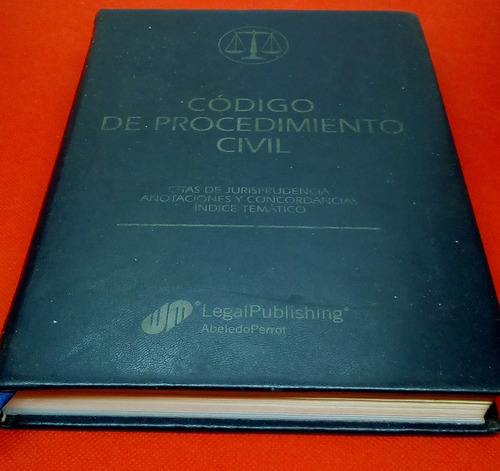 CÓDIGO
DE PROCEDIMIENTO
CIVIL
CITAS DE JURISPRUDENCIA
ANOTACIONES Y CONCORDANCIAS
ÍNDICE TEMÁTICO
LegalPublishing®
AbeledoPerrot